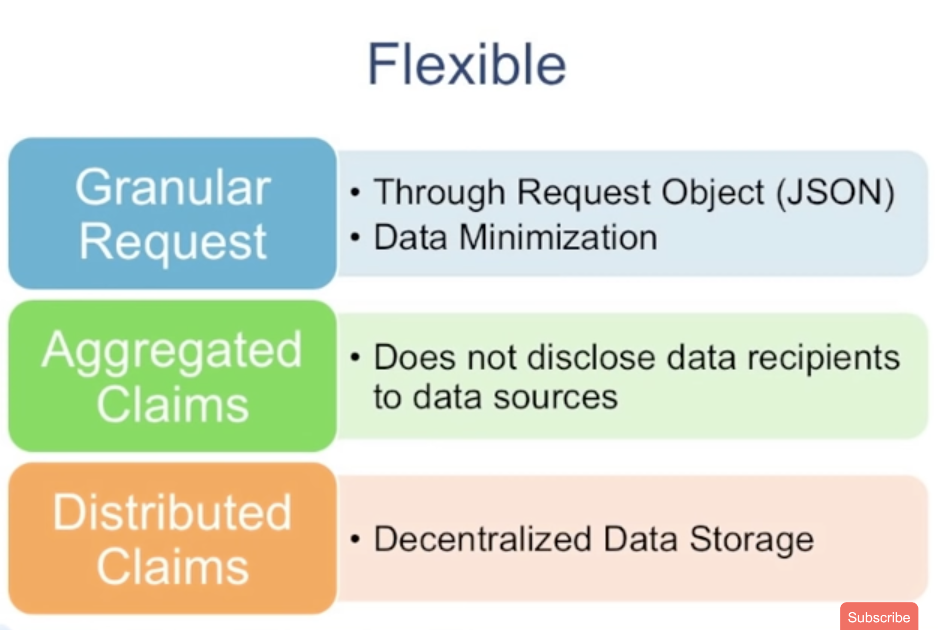 Flexible
Granular
Request
• Through Request Object (JSON)
• Data Minimization
Aggregated
Claims
• Does not disclose data recipients
to data sources
Distributed
Claims
• Decentralized Data Storage
Subscribe